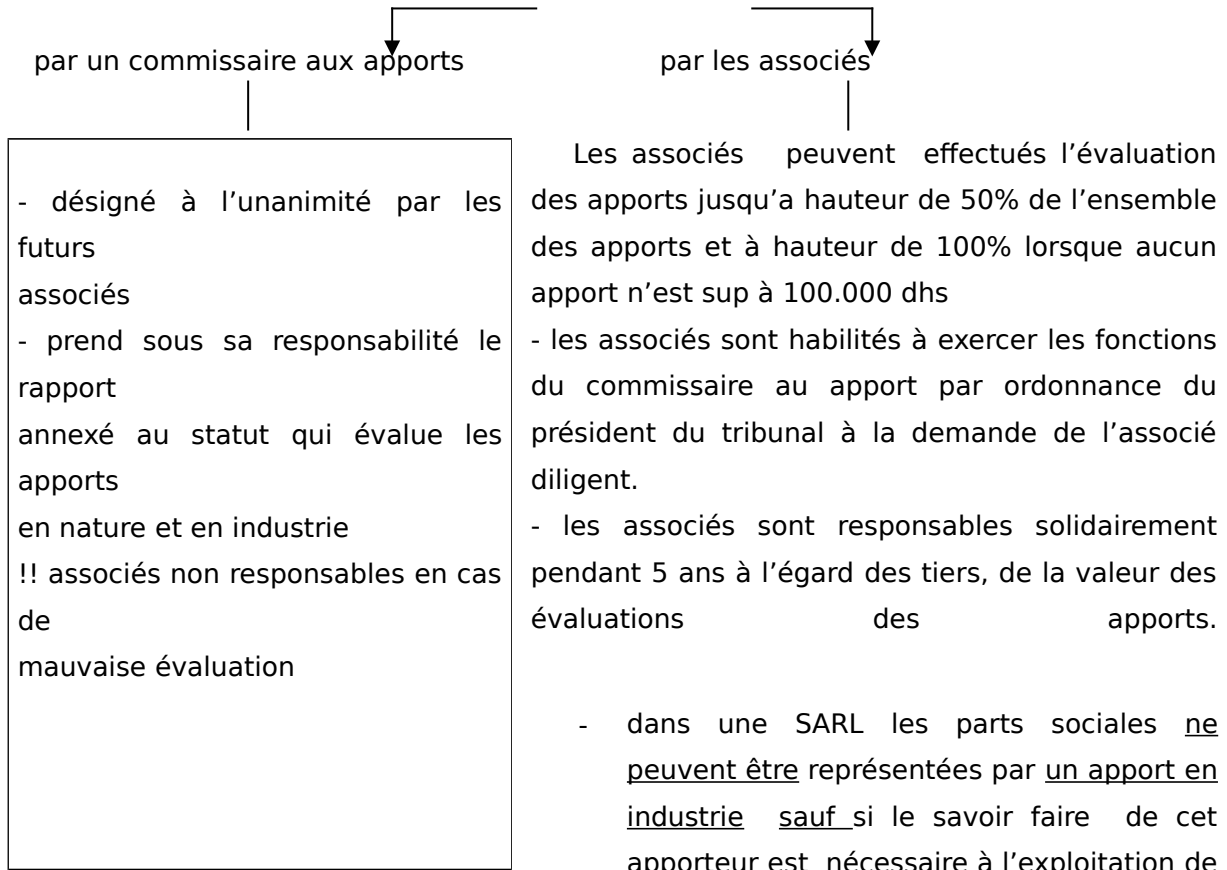 par un commissaire aux apports
par les associés
- désigné à l’unanimité par les
futurs
associés
- prend sous sa responsabilité le
rapport
annexé au statut qui évalue les
apports
en nature et en industrie
!! associés non responsables en cas
de
mauvaise évaluation
Les associés peuvent effectués l’évaluation
des apports jusqu’a hauteur de 50% de l’ensemble
des apports et à hauteur de 100% lorsque aucun
apport n’est sup à 100.000 dhs
- les associés sont habilités à exercer les fonctions
du commissaire au apport par ordonnance du
président du tribunal à la demande de l’associé
diligent.
- les associés sont responsables solidairement
pendant 5 ans à l’égard des tiers, de la valeur des
évaluations des apports.
- dans une SARL les parts sociales ne
peuvent être représentées par un apport en
industrie sauf si le savoir faire de cet
apporteur est nécessaire à l’exploitation de